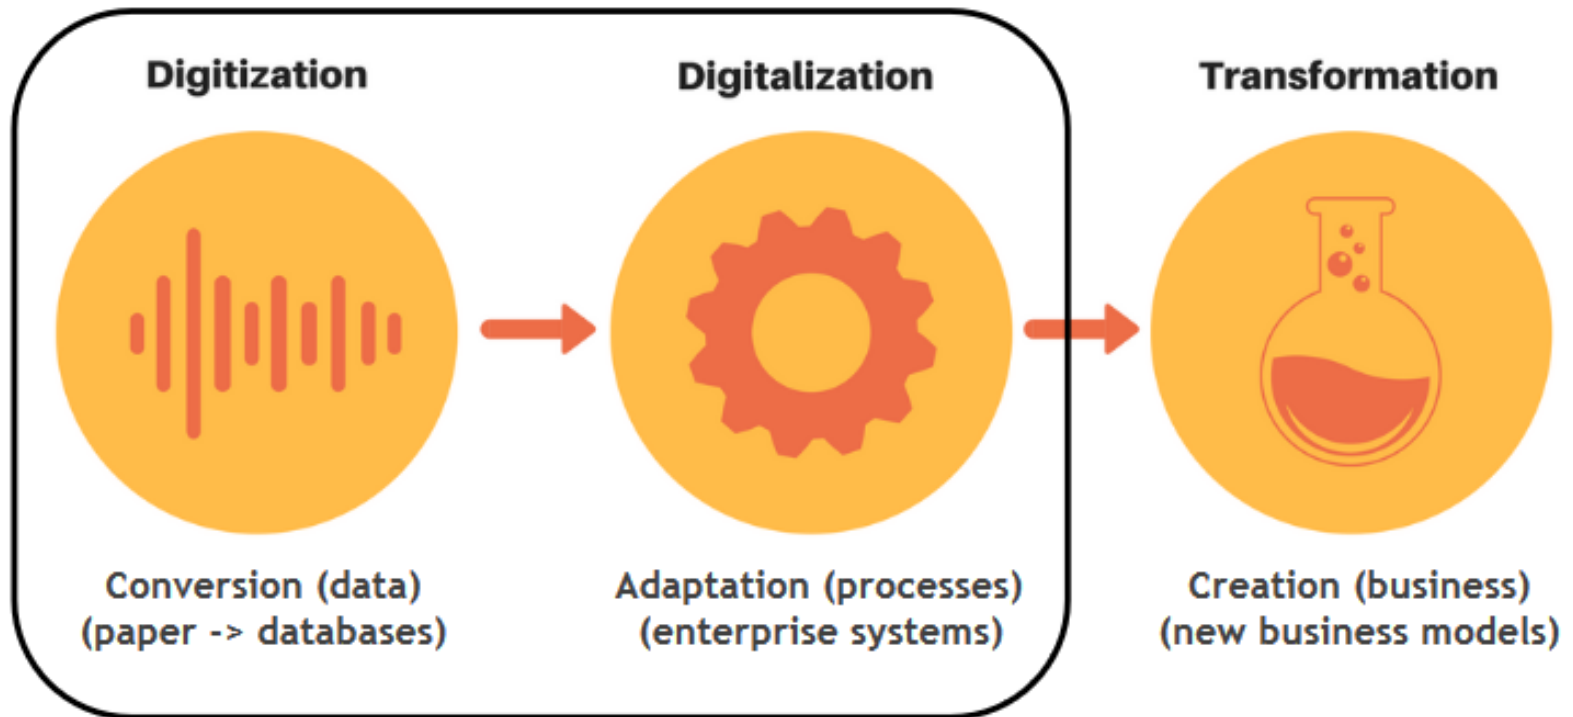 Digitization
Digitalization
Transformation
Conversion (data)
(paper -> databases)
Adaptation (processes)
(enterprise systems)
Creation (business)
(new business models)